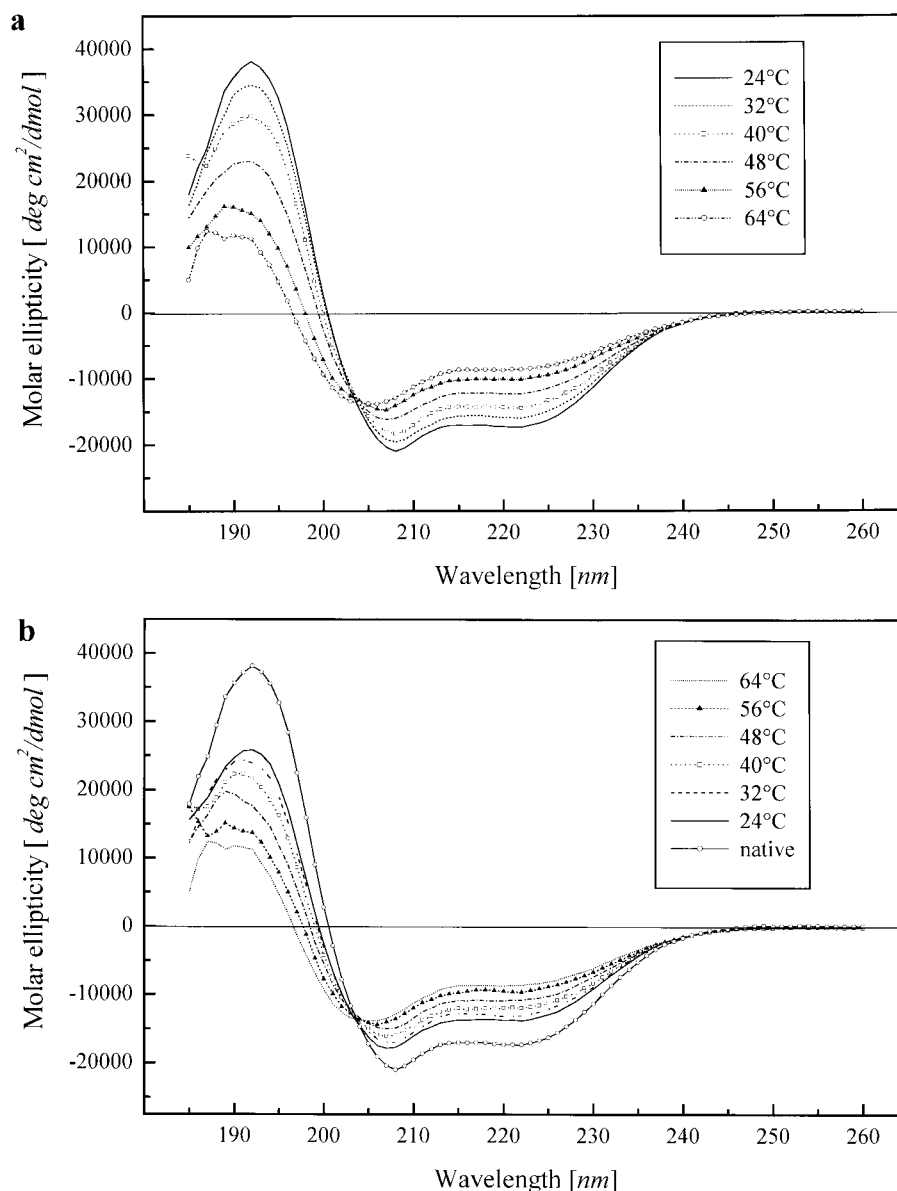 a
40000
30000
20000
10000
0
-10000
-20000
Molar ellipticity [ deg cm²/dmol ]
24°C
32°C
40°C
48°C
56°C
64°C
190 200 210 220 230 240 250 260
Wavelength [nm]
b
40000
30000
20000
10000
0
-10000
-20000
Molar ellipticity [ deg cm²/dmol ]
64°C
56°C
48°C
40°C
32°C
24°C
native
190 200 210 220 230 240 250 260
Wavelength [nm]